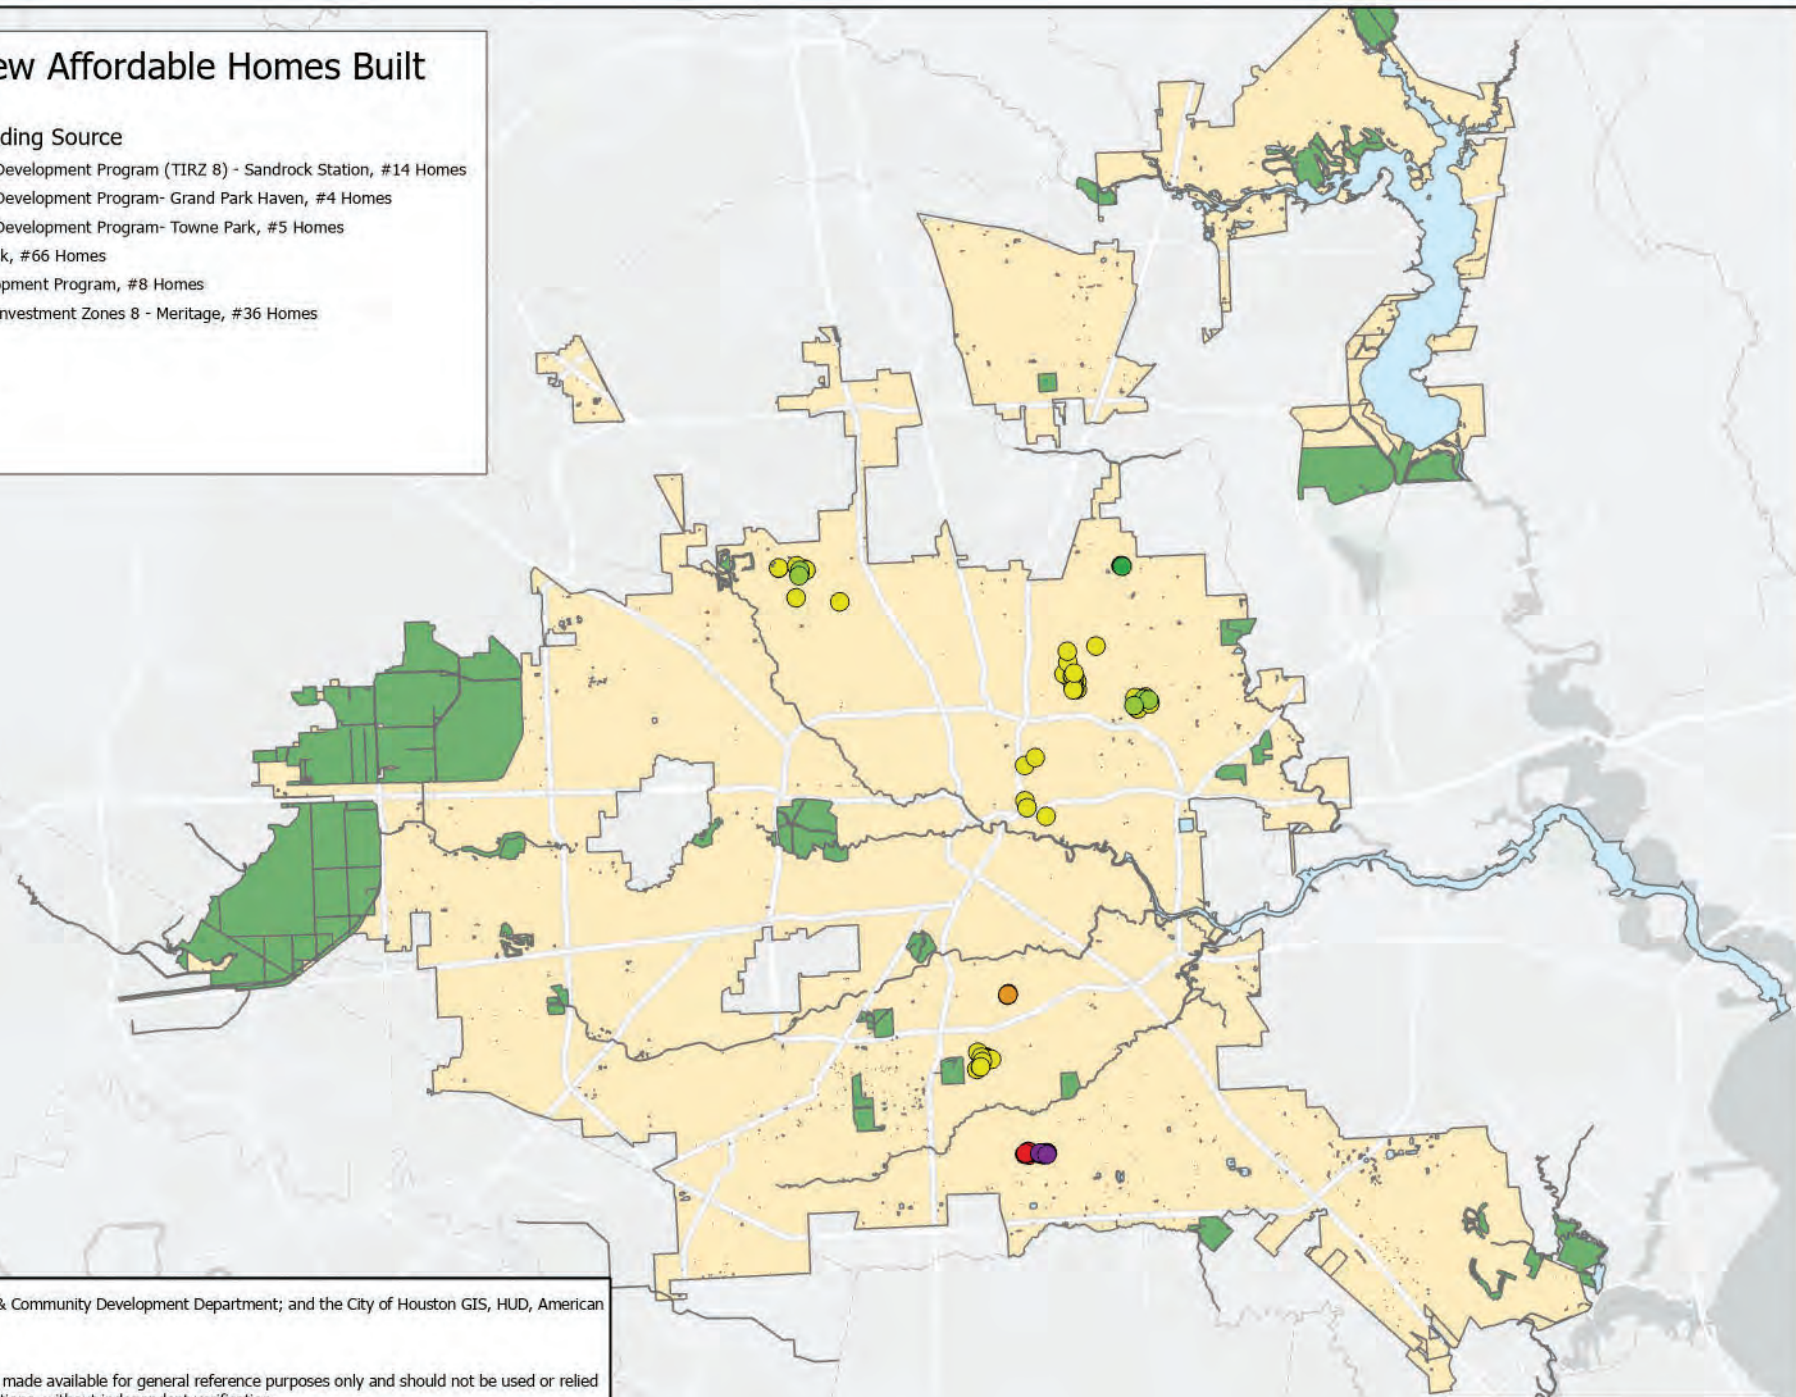 ew Affordable Homes Built
ding Source
Development Program (TIRZ 8) - Sandrock Station, #14 Homes
Development Program- Grand Park Haven, #4 Homes
Development Program- Towne Park, #5 Homes
k, #66 Homes
opment Program, #8 Homes
nvestment Zones 8 - Meritage, #36 Homes
& Community Development Department; and the City of Houston GIS, HUD, American
made available for general reference purposes only and should not be used or relied